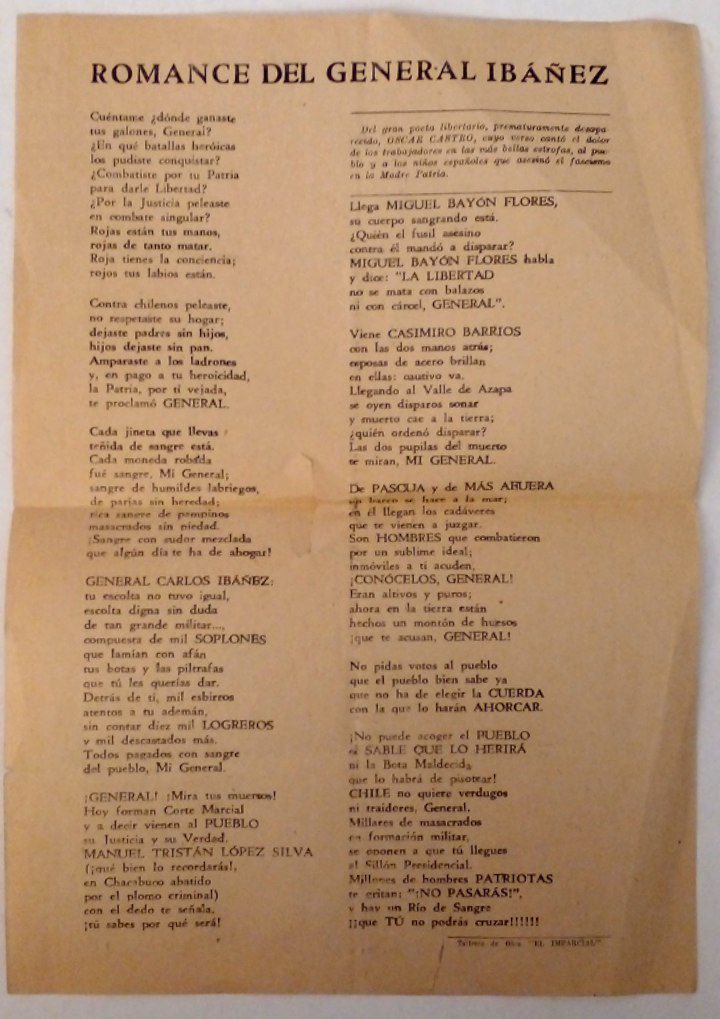 ROMANCE DEL GENERAL IBÁÑEZ
Cuéntame ¿dónde ganaste
tus galones, General?
¿En qué batallas heróicas
los pudiste conquistar?
¿Combatiste por tu Patria
para darle Libertad?
¿Por la Justicia peleaste
en combate singular?
Rojas están tus manos,
rojas de tanto matar.
Roja tienes la conciencia;
rojos tus labios están.
Contra chilenos peleaste,
no respetaste su hogar;
dejaste padres sin hijos,
hijos dejaste sin pan.
Amparaste a los ladrones
y, en pago a tu heroicidad,
la Patria, por tí vejada,
te proclamó GENERAL.
Cada jineta que llevas
teñida de sangre está.
Cada moneda robada
fué sangre, Mi General;
sangre de humildes labriegos,
de parias sin heredad;
rica sangre de pampinos
masacrados sin piedad.
¡Sangre con sudor mezclada
que algún día te ha de ahogar!
GENERAL CARLOS IBÁÑEZ:
tu escolta no tuvo igual,
escolta digna sin duda
de tan grande militar...,
compuesta de mil SOPLONES
que lamían con afán
tus botas y las piltrafas
que tú les querías dar.
Detrás de tí, mil esbirros
atentos a tu ademán,
sin contar diez mil LOGREROS
y mil descastados más.
Todos pagados con sangre
del pueblo, Mi General.
¡GENERAL! ¡Mira tus muertos!
Hoy forman Corte Marcial
y a decir vienen al PUEBLO
su Justicia y su Verdad.
MANUEL TRISTÁN LÓPEZ SILVA
(¡qué bien lo recordarás!,
en Chacabuco abatido
por el plomo criminal)
con el dedo te señala,
¡tú sabes por qué será!
Del gran poeta libertario, prematuramente desapa-
recido, OSCAR CASTRO, cuyo verso cantó el dolor
de los trabajadores en las más bellas estrofas, al pue-
blo y a los niños españoles que asesinó el fascismo
en la Madre Patria.
Llega MIGUEL BAYÓN FLORES,
su cuerpo sangrando está.
¿Quién el fusil asesino
contra él mandó a disparar?
MIGUEL BAYÓN FLORES habla
y dice: "LA LIBERTAD
no se mata con balazos
ni con cárcel, GENERAL".
Viene CASIMIRO BARRIOS
con las dos manos atrás;
esposas de acero brillan
en ellas: cautivo va.
Llegando al Valle de Azapa
se oyen disparos sonar
y muerto cae a la tierra;
¿quién ordenó disparar?
Las dos pupilas del muerto
te miran, MI GENERAL.
De PASCUA y de MÁS AFUERA
un barco se hace a la mar;
en él llegan los cadáveres
que te vienen a juzgar.
Son HOMBRES que combatieron
por un sublime ideal;
inmóviles a tí acuden,
¡CONÓCELOS, GENERAL!
Eran altivos y puros;
ahora en la tierra están
hechos un montón de huesos
¡que te acusan, GENERAL!
No pidas votos al pueblo
que el pueblo bien sabe ya
que no ha de elegir la CUERDA
con la que lo harán AHORCAR.
¡No puede acoger el PUEBLO
al SABLE QUE LO HERIRÁ
ni la Bota Maldecida
que lo habrá de pisotear!
CHILE no quiere verdugos
ni traidores, General.
Millares de masacrados
en formación militar,
se oponen a que tú llegues
al Sillón Presidencial.
Millones de hombres PATRIOTAS
te gritan: "¡NO PASARÁS!",
y hay un Río de Sangre
¡¡que TÚ no podrás cruzar!!!!!!
Talleres de Obra "EL IMPARCIAL"